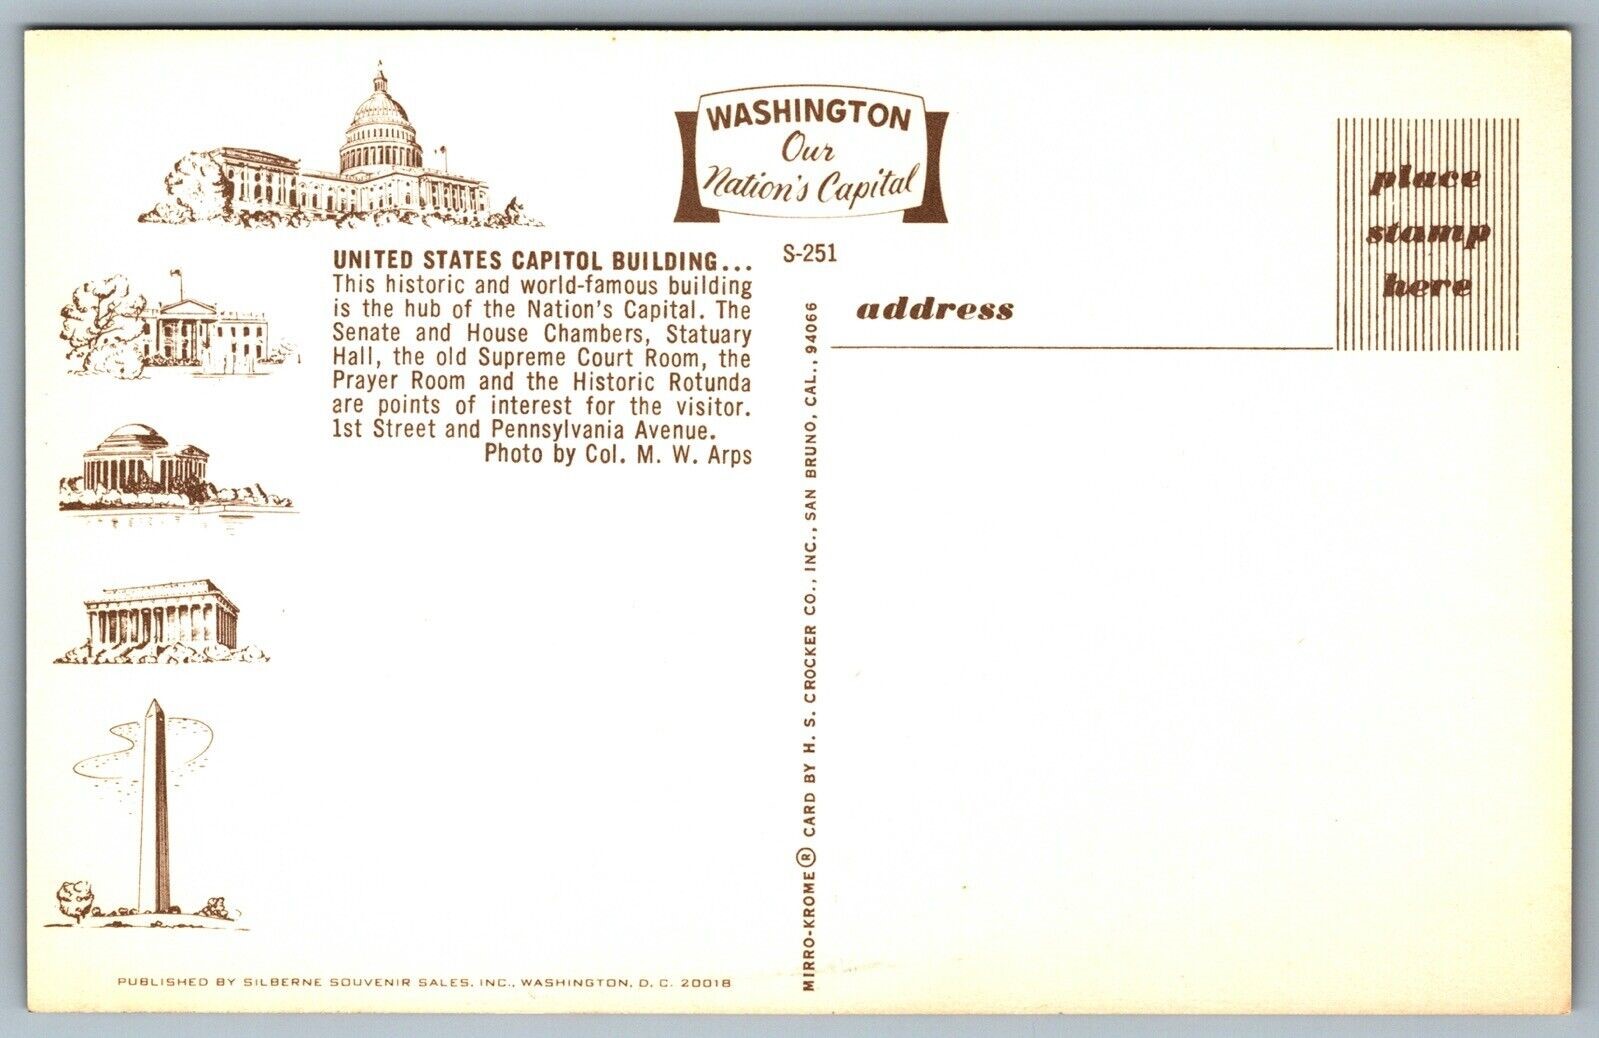 WASHINGTON
Our
Nation's Capital
UNITED STATES CAPITOL BUILDING...
This historic and world-famous building
is the hub of the Nation's Capital. The
Senate and House Chambers, Statuary
Hall, the old Supreme Court Room, the
Prayer Room and the Historic Rotunda
are points of interest for the visitor.
1st Street and Pennsylvania Avenue.
Photo by Col. M. W. Arps
S-251
place
stamp
here
address
MIRRO-KROME ® CARD BY H. S. CROCKER CO., INC., SAN BRUNO, CAL., 94066
PUBLISHED BY SILBERNE SOUVENIR SALES, INC., WASHINGTON, D. C. 20018